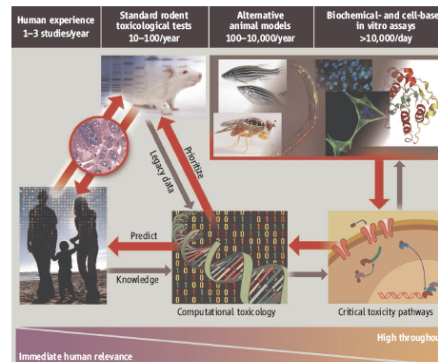 Human experience
1–3 studies/year
Standard rodent
toxicological tests
10–100/year
Alternative
animal models
100–10,000/year
Biochemical- and cell-based
in vitro assays
>10,000/day
Legacy data
Prioritize
Predict
Knowledge
Computational toxicology
Critical toxicity pathways
High throughput
Immediate human relevance